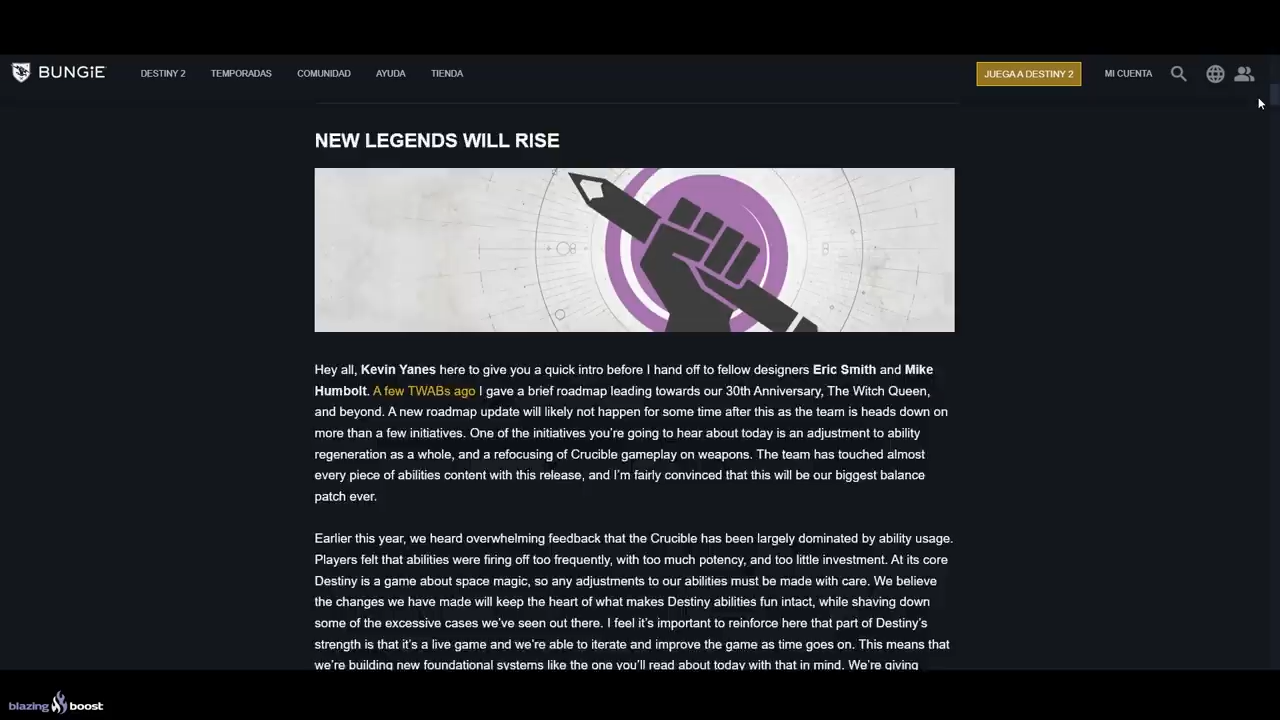 BUNGiE
DESTINY 2
TEMPORADAS
COMUNIDAD
AYUDA
TIENDA
JUEGA A DESTINY 2
MI CUENTA
NEW LEGENDS WILL RISE
Hey all, Kevin Yanes here to give you a quick intro before I hand off to fellow designers Eric Smith and Mike
Humbolt. A few TWABs ago I gave a brief roadmap leading towards our 30th Anniversary, The Witch Queen,
and beyond. A new roadmap update will likely not happen for some time after this as the team is heads down on
more than a few initiatives. One of the initiatives you’re going to hear about today is an adjustment to ability
regeneration as a whole, and a refocusing of Crucible gameplay on weapons. The team has touched almost
every piece of abilities content with this release, and I’m fairly convinced that this will be our biggest balance
patch ever.
Earlier this year, we heard overwhelming feedback that the Crucible has been largely dominated by ability usage.
Players felt that abilities were firing off too frequently, with too much potency, and too little investment. At its core
Destiny is a game about space magic, so any adjustments to our abilities must be made with care. We believe
the changes we have made will keep the heart of what makes Destiny abilities fun intact, while shaving down
some of the excessive cases we’ve seen out there. I feel it’s important to reinforce here that part of Destiny’s
strength is that it’s a live game and we’re able to iterate and improve the game as time goes on. This means that
we’re building new foundational systems like the one you’ll read about today with that in mind. We’re giving
blazing boost